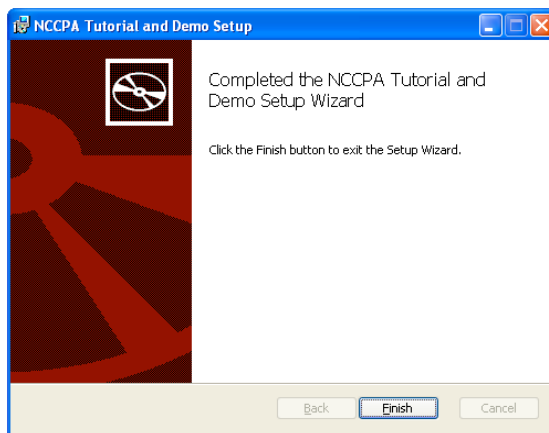 NCCPA Tutorial and Demo Setup
Completed the NCCPA Tutorial and
Demo Setup Wizard
Click the Finish button to exit the Setup Wizard.
Back Finish Cancel